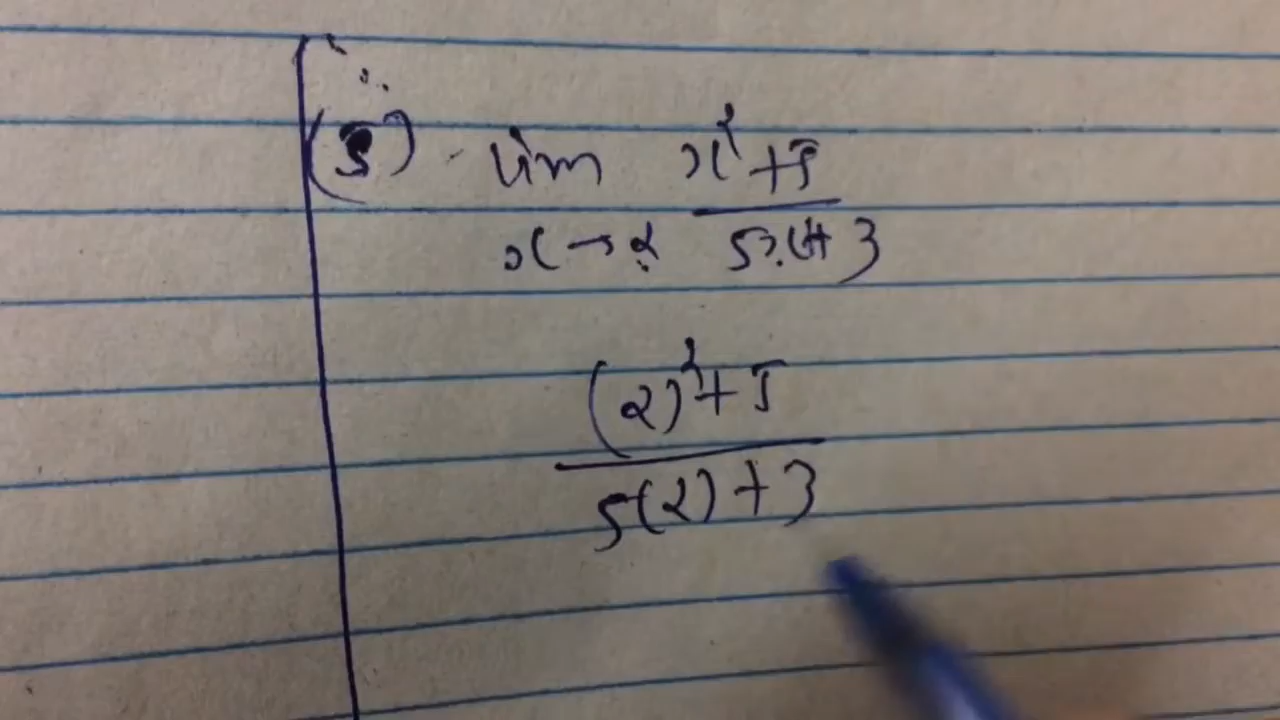 (5) lim x²+5
x→2 5x+3
(2)²+5
5(2)+3